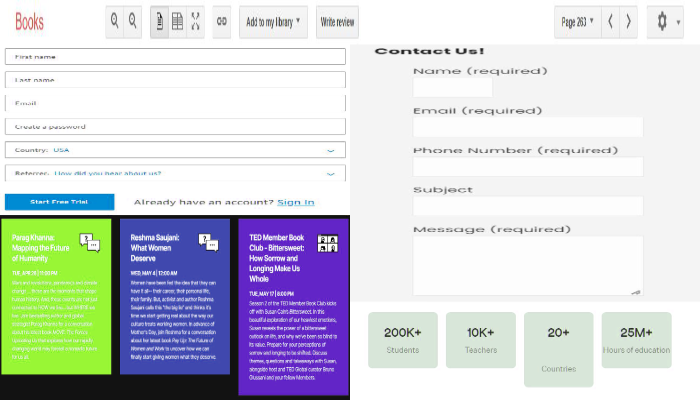 Books
Add to my library
Write review
Page 263
First name
Last name
Email
Create a password
Country: USA
Referrer: How did you hear about us?
Start Free Trial
Already have an account? Sign In
Contact Us!
Name (required)
Email (required)
Phone Number (required)
Subject
Message (required)
Parag Khanna:
Mapping the Future
of Humanity
Reshma Saujani:
What Women
Deserve
WED, MAY 4 | 12:00 AM
Women have been fed the idea that they
can have it all– their career, their personal life,
their family. But, activist and author Reshma
Saujani calls this "the big lie" and thinks it's
time we start getting real about the way our
culture treats working women. In advance of
Mother's Day, join Reshma for a conversation
about her latest book Pay Up: The Future
of Women and Work to uncover how we can
finally start giving women what they deserve.
TED Member Book
Club - Bittersweet:
How Sorrow and
Longing Make Us
Whole
TUE, MAY 17 | 6:00 PM
Season 2 of the TED Member Book Club kicks
off with Susan Cain's Bittersweet. In this
beautiful exploration of our heaviest emotions,
Susan reveals the power of a bittersweet
outlook on life, and why we've been so blind to
its value. Prepare for your perceptions of
sorrow and longing to be shifted. Discuss
themes, questions and takeaways with Susan,
alongside host and TED Global curator Bruno
Giussani and your fellow Members.
200K+
Students
10K+
Teachers
20+
Countries
25M+
Hours of education